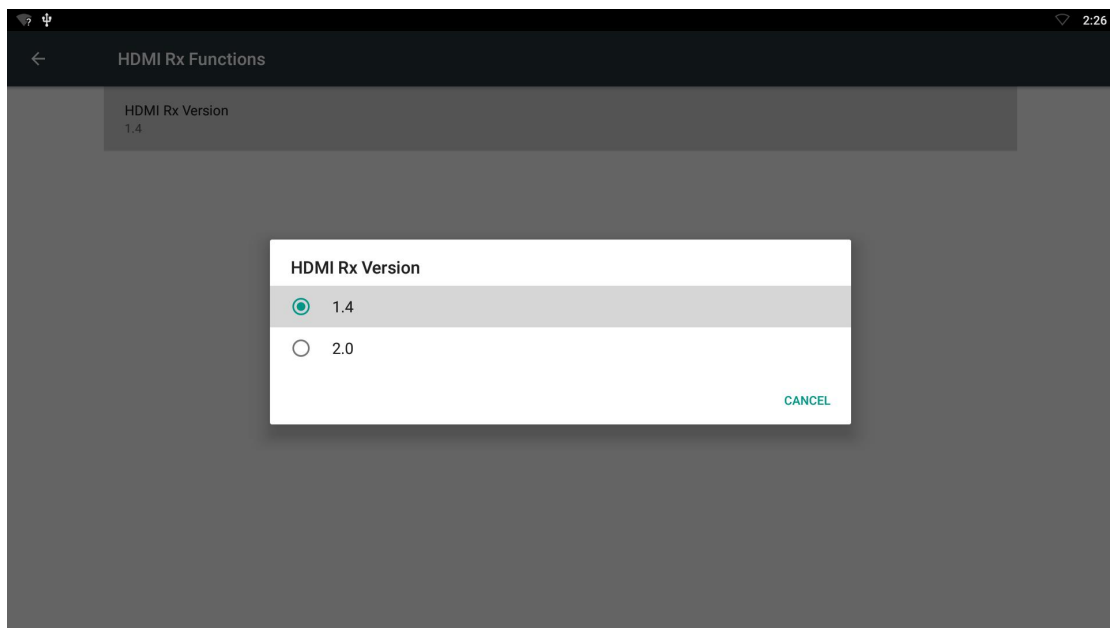 2:26
HDMI Rx Functions
HDMI Rx Version
1.4
HDMI Rx Version
1.4
2.0
CANCEL